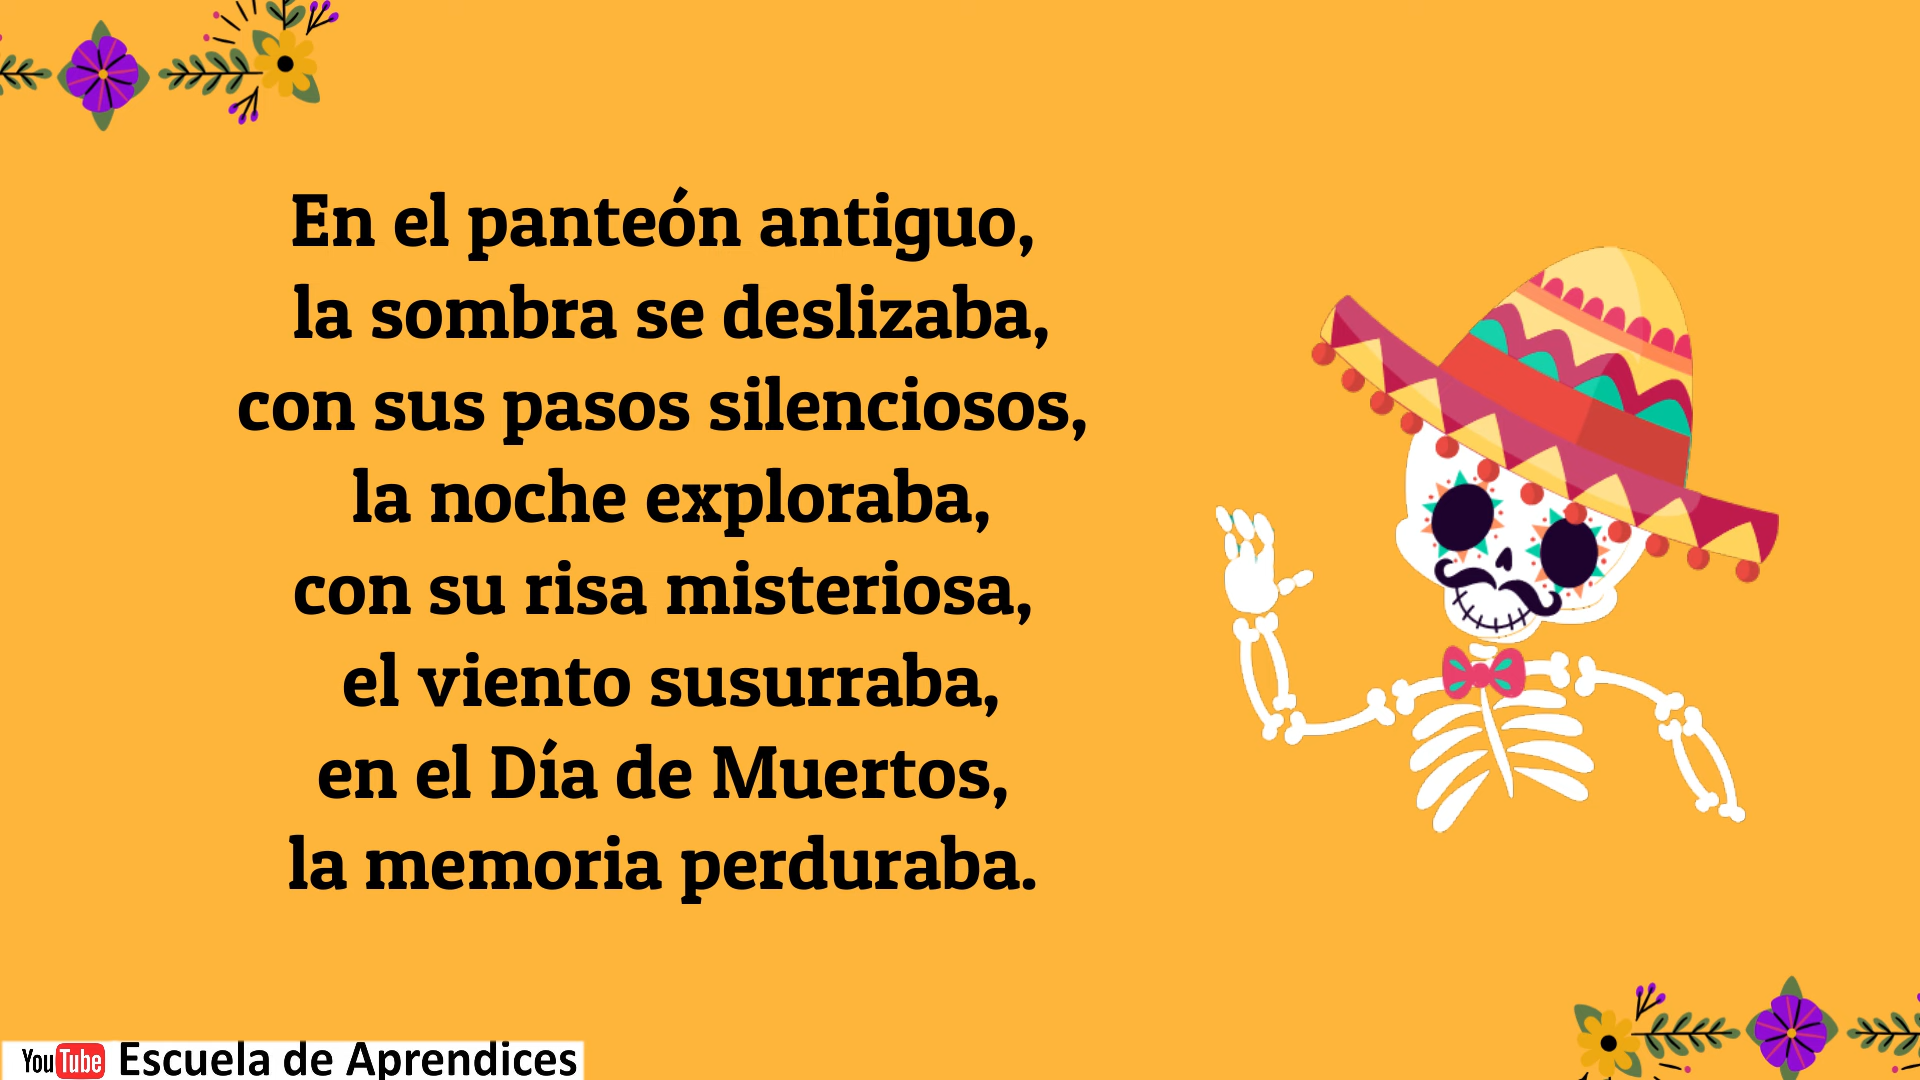 En el panteón antiguo,
la sombra se deslizaba,
con sus pasos silenciosos,
la noche exploraba,
con su risa misteriosa,
el viento susurraba,
en el Día de Muertos,
la memoria perduraba.
YouTube Escuela de Aprendices